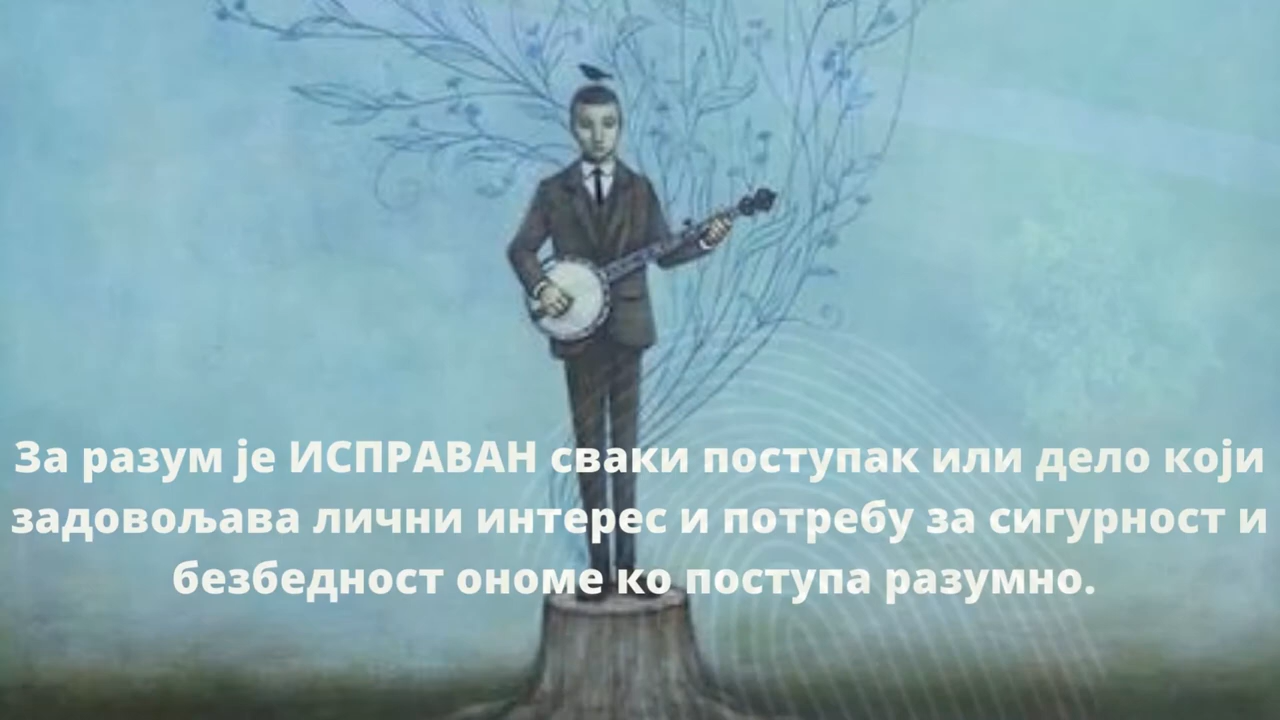 За разум је ИСПРАВАН сваки поступак или дело који
задовољава лични интерес и потребу за сигурност и
безбедност ономе ко поступа разумно.